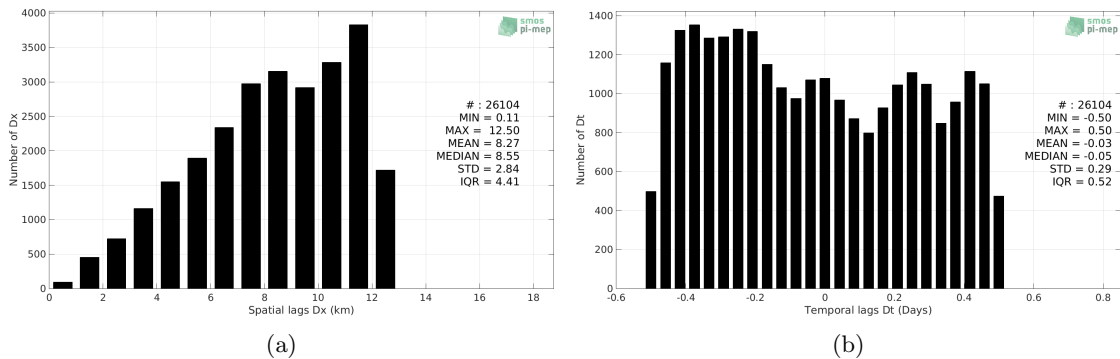 4000
3500
3000
2500
2000
1500
1000
500
0
Number of Dx
0 2 4 6 8 10 12 14 16 18
Spatial lags Dx (km)
smos
pi-mep
# : 26104
MIN = 0.11
MAX = 12.50
MEAN = 8.27
MEDIAN = 8.55
STD = 2.84
IQR = 4.41
(a)
1400
1200
1000
800
600
400
200
0
Number of Dt
-0.6 -0.4 -0.2 0 0.2 0.4 0.6 0.8
Temporal lags Dt (Days)
smos
pi-mep
# : 26104
MIN = -0.50
MAX = 0.50
MEAN = -0.03
MEDIAN = -0.05
STD = 0.29
IQR = 0.52
(b)